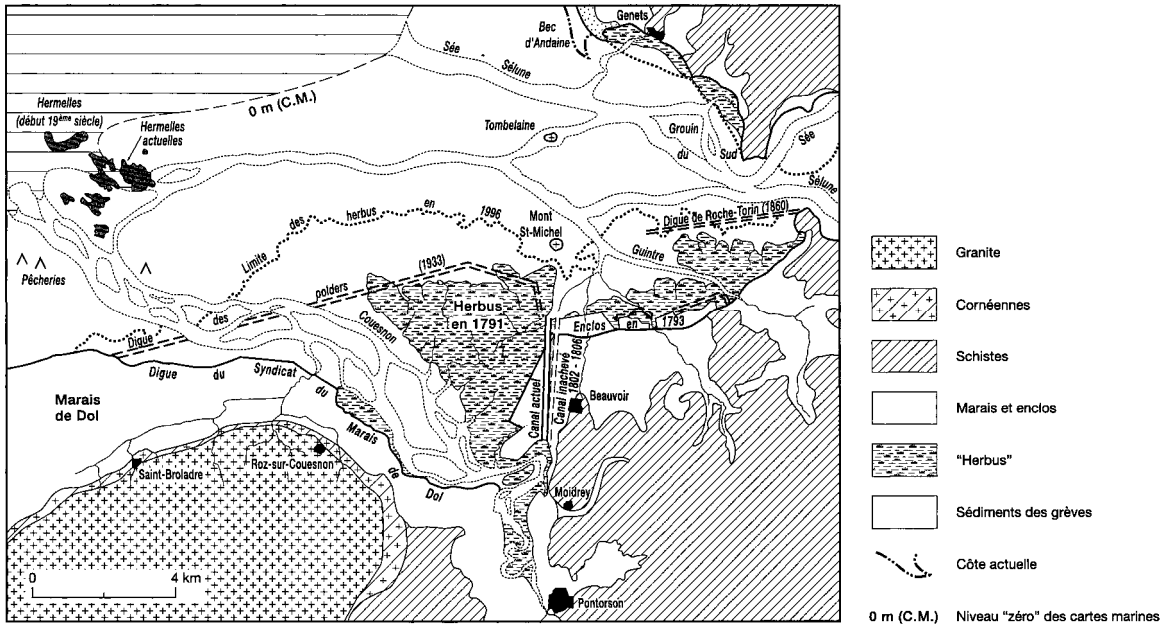 Genets
Bec
d'Andaine
Sée
Sélune
0 m (C.M.)
Hermelles
(début 19ème siècle)
Hermelles
actuelles
Tombelaine
Grouin
du
Sud
Sée
Sélune
Limite des herbus en 1996
Mont
St-Michel
Digue de Roche-Torin (1860)
Guintre
Pêcheries
Digue des polders (1933)
Herbus
en 1791
Couesnon
Enclos en 1793
Digue du Syndicat du Marais de Dol
Marais
de Dol
Canal actuel
Canal inachevé
1802 - 1806
Beauvoir
Saint-Broladre
Roz-sur-Couesnon
Moidrey
0 4 km
Pontorson
Granite
Cornéennes
Schistes
Marais et enclos
"Herbus"
Sédiments des grèves
Côte actuelle
0 m (C.M.) Niveau "zéro" des cartes marines